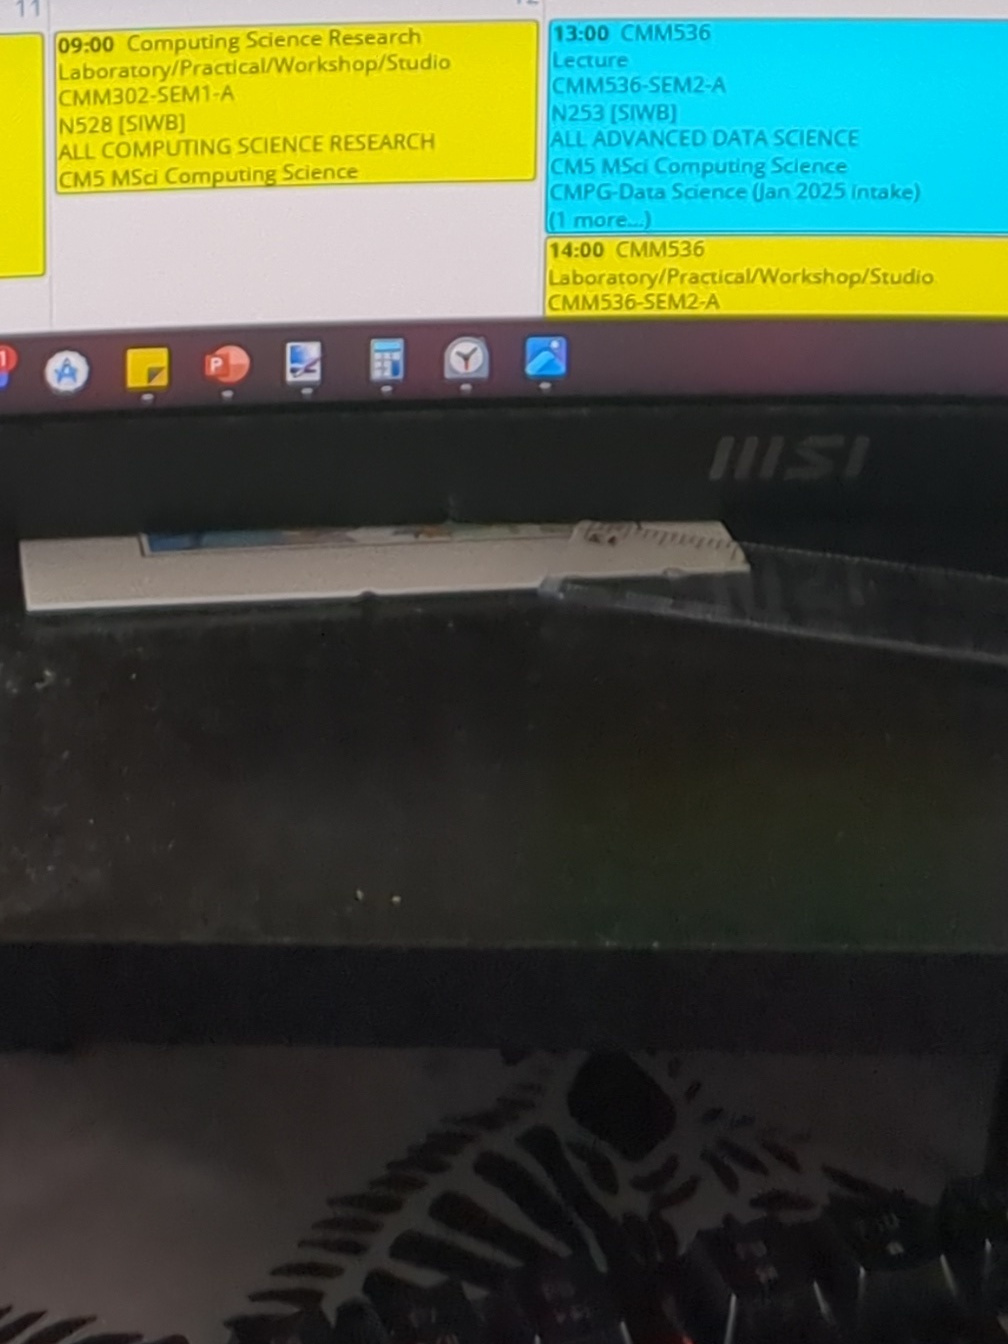 11
12
09:00 Computing Science Research
Laboratory/Practical/Workshop/Studio
CMM302-SEM1-A
N528 [SIWB]
ALL COMPUTING SCIENCE RESEARCH
CM5 MSci Computing Science
13:00 CMM536
Lecture
CMM536-SEM2-A
N253 [SIWB]
ALL ADVANCED DATA SCIENCE
CM5 MSci Computing Science
CMPG-Data Science (Jan 2025 Intake)
(1 more...)
14:00 CMM536
Laboratory/Practical/Workshop/Studio
CMM536-SEM2-A
1
P
MSI